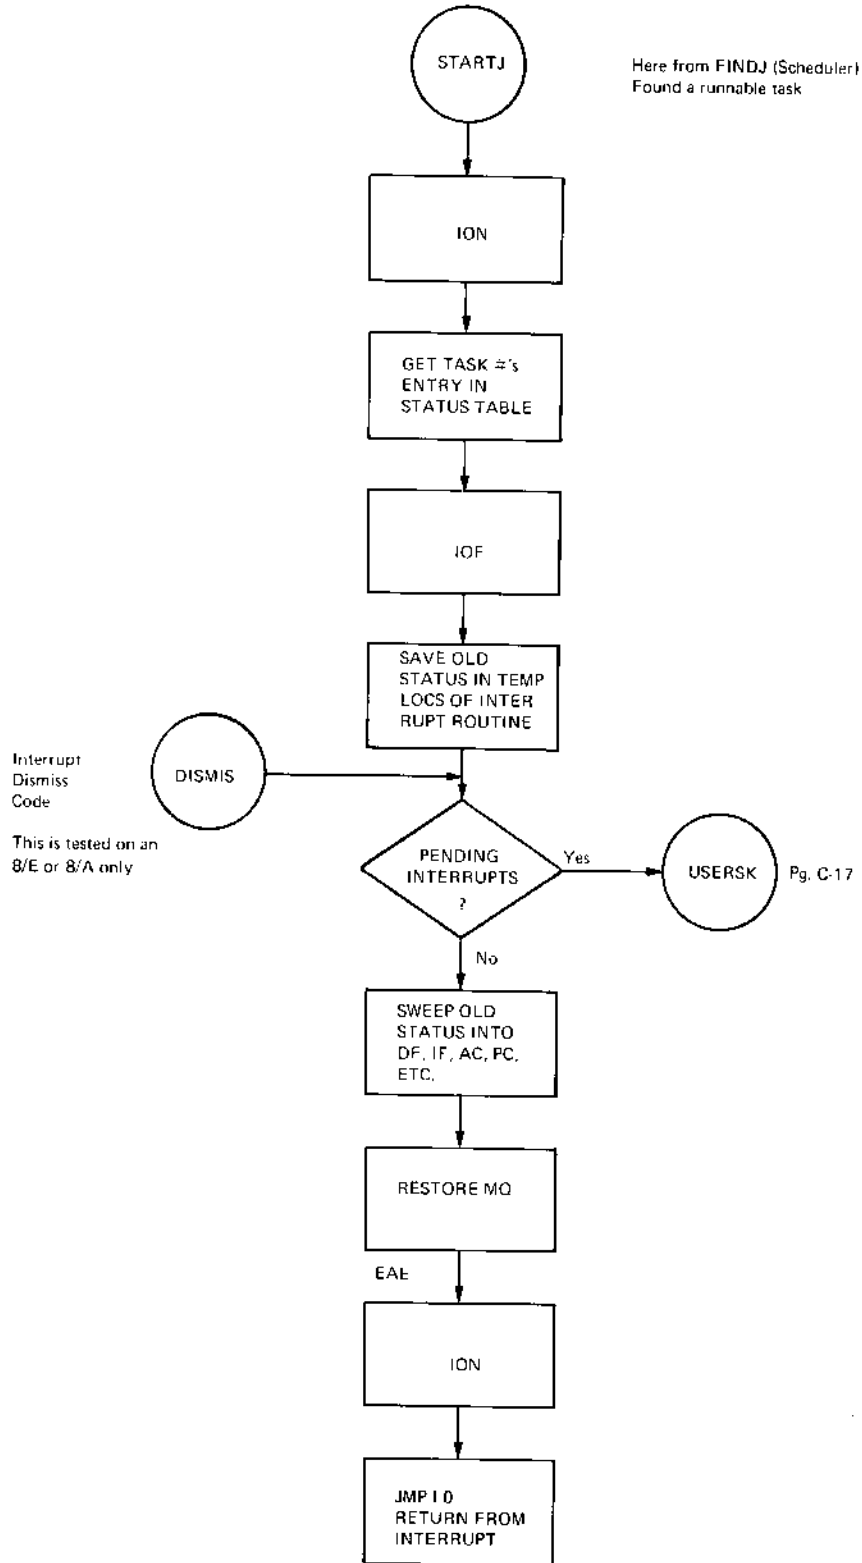 STARTJ
Here from FINDJ (Scheduler)
Found a runnable task
ION
GET TASK #'s
ENTRY IN
STATUS TABLE
IOF
SAVE OLD
STATUS IN TEMP
LOCS OF INTER
RUPT ROUTINE
Interrupt
Dismiss
Code
DISMIS
This is tested on an
8/E or 8/A only
PENDING
INTERRUPTS
?
Yes
USERSK
Pg. C-17
No
SWEEP OLD
STATUS INTO
DF, IF, AC, PC,
ETC.
RESTORE MQ
EAE
ION
JMP I 0
RETURN FROM
INTERRUPT